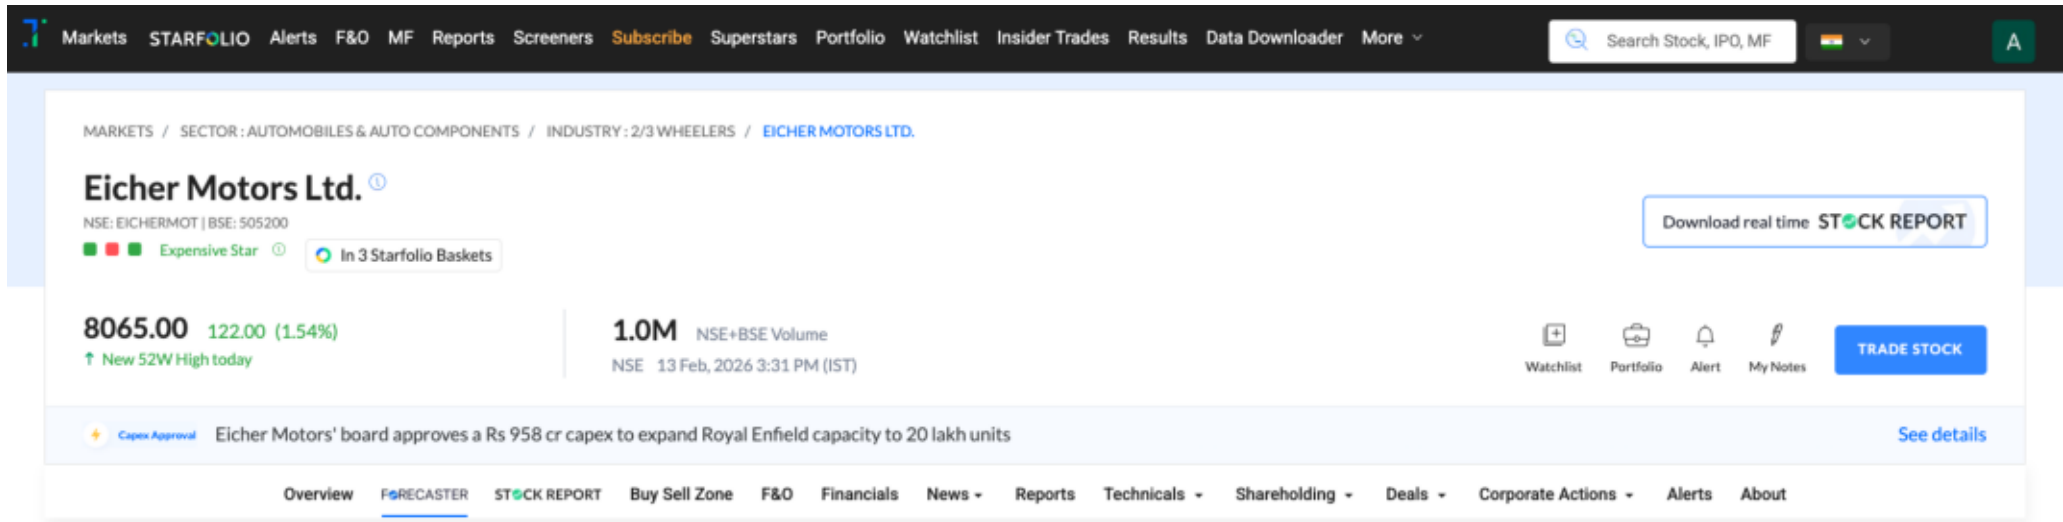 Markets STARFOLIO Alerts F&O MF Reports Screeners Subscribe Superstars Portfolio Watchlist Insider Trades Results Data Downloader More Search Stock, IPO, MF A
MARKETS / SECTOR : AUTOMOBILES & AUTO COMPONENTS / INDUSTRY : 2/3 WHEELERS / EICHER MOTORS LTD.
Eicher Motors Ltd.
NSE: EICHERMOT | BSE: 505200
Expensive Star In 3 Starfolio Baskets
Download real time STOCK REPORT
8065.00 122.00 (1.54%)
↑ New 52W High today
1.0M NSE+BSE Volume
NSE 13 Feb, 2026 3:31 PM (IST)
Watchlist Portfolio Alert My Notes TRADE STOCK
Capex Approval Eicher Motors' board approves a Rs 958 cr capex to expand Royal Enfield capacity to 20 lakh units See details
Overview FORECASTER STOCK REPORT Buy Sell Zone F&O Financials News Reports Technicals Shareholding Deals Corporate Actions Alerts About